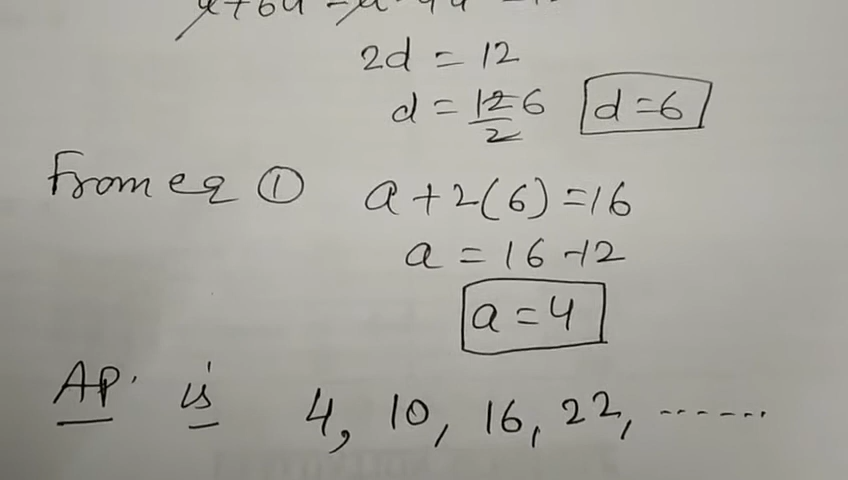 2d = 12
d = 12/2 6 d = 6
From eq ① a + 2(6) = 16
a = 16 - 12
a = 4
AP. is 4, 10, 16, 22, ......